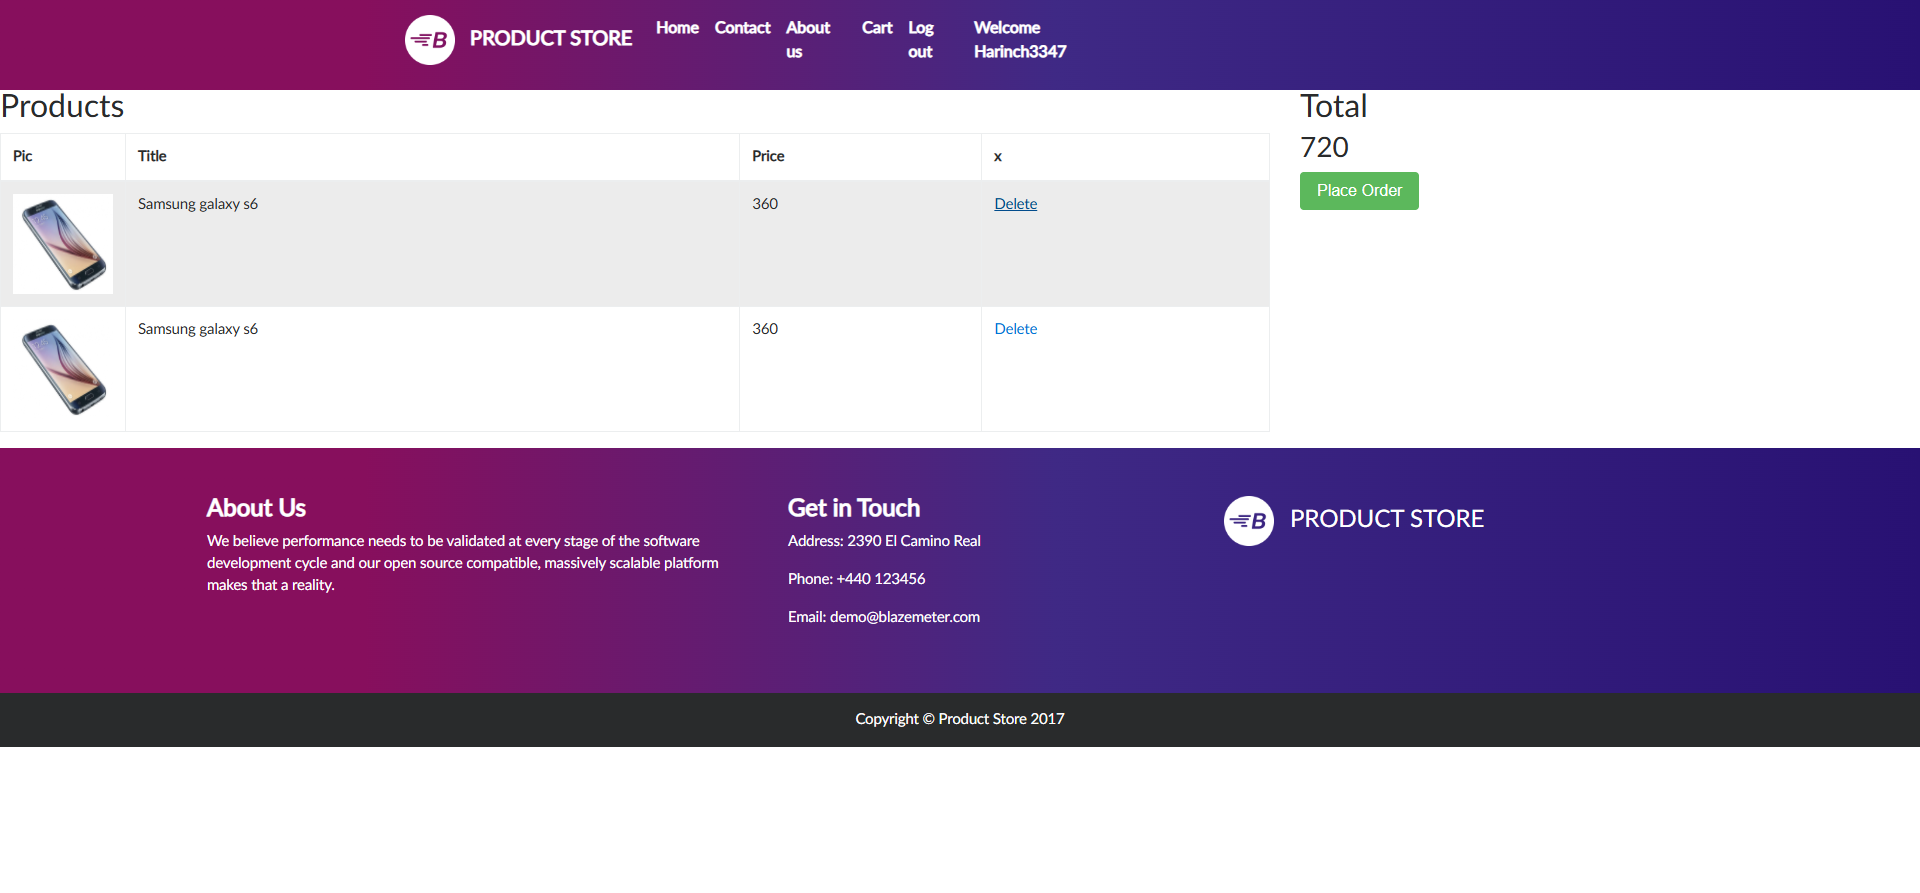 B PRODUCT STORE Home Contact About us Cart Log out Welcome Harinch3347
Products
Pic Title Price x
Samsung galaxy s6 360 Delete
Samsung galaxy s6 360 Delete
Total
720
Place Order
About Us
We believe performance needs to be validated at every stage of the software
development cycle and our open source compatible, massively scalable platform
makes that a reality.
Get in Touch
Address: 2390 El Camino Real
Phone: +440 123456
Email: demo@blazemeter.com
B PRODUCT STORE
Copyright © Product Store 2017